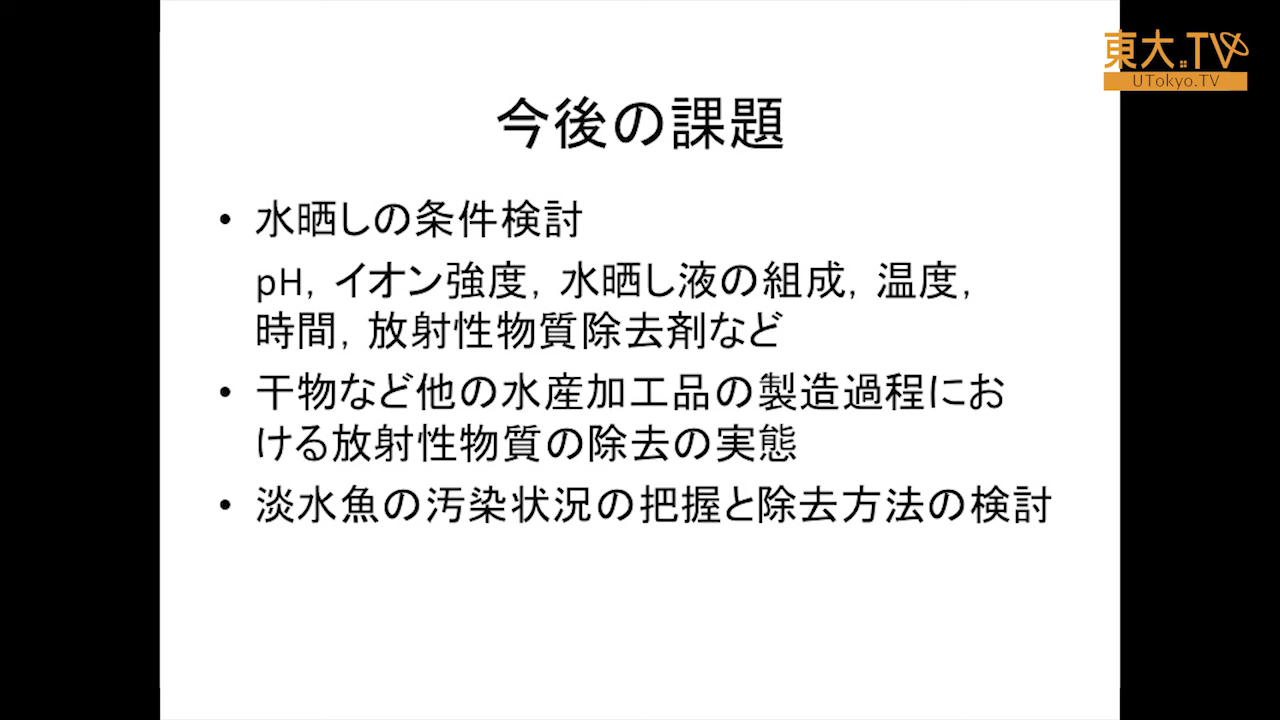 東大TV
UTokyo.TV
今後の課題
• 水晒しの条件検討
pH，イオン強度，水晒し液の組成，温度，
時間，放射性物質除去剤など
• 干物など他の水産加工品の製造過程にお
ける放射性物質の除去の実態
• 淡水魚の汚染状況の把握と除去方法の検討